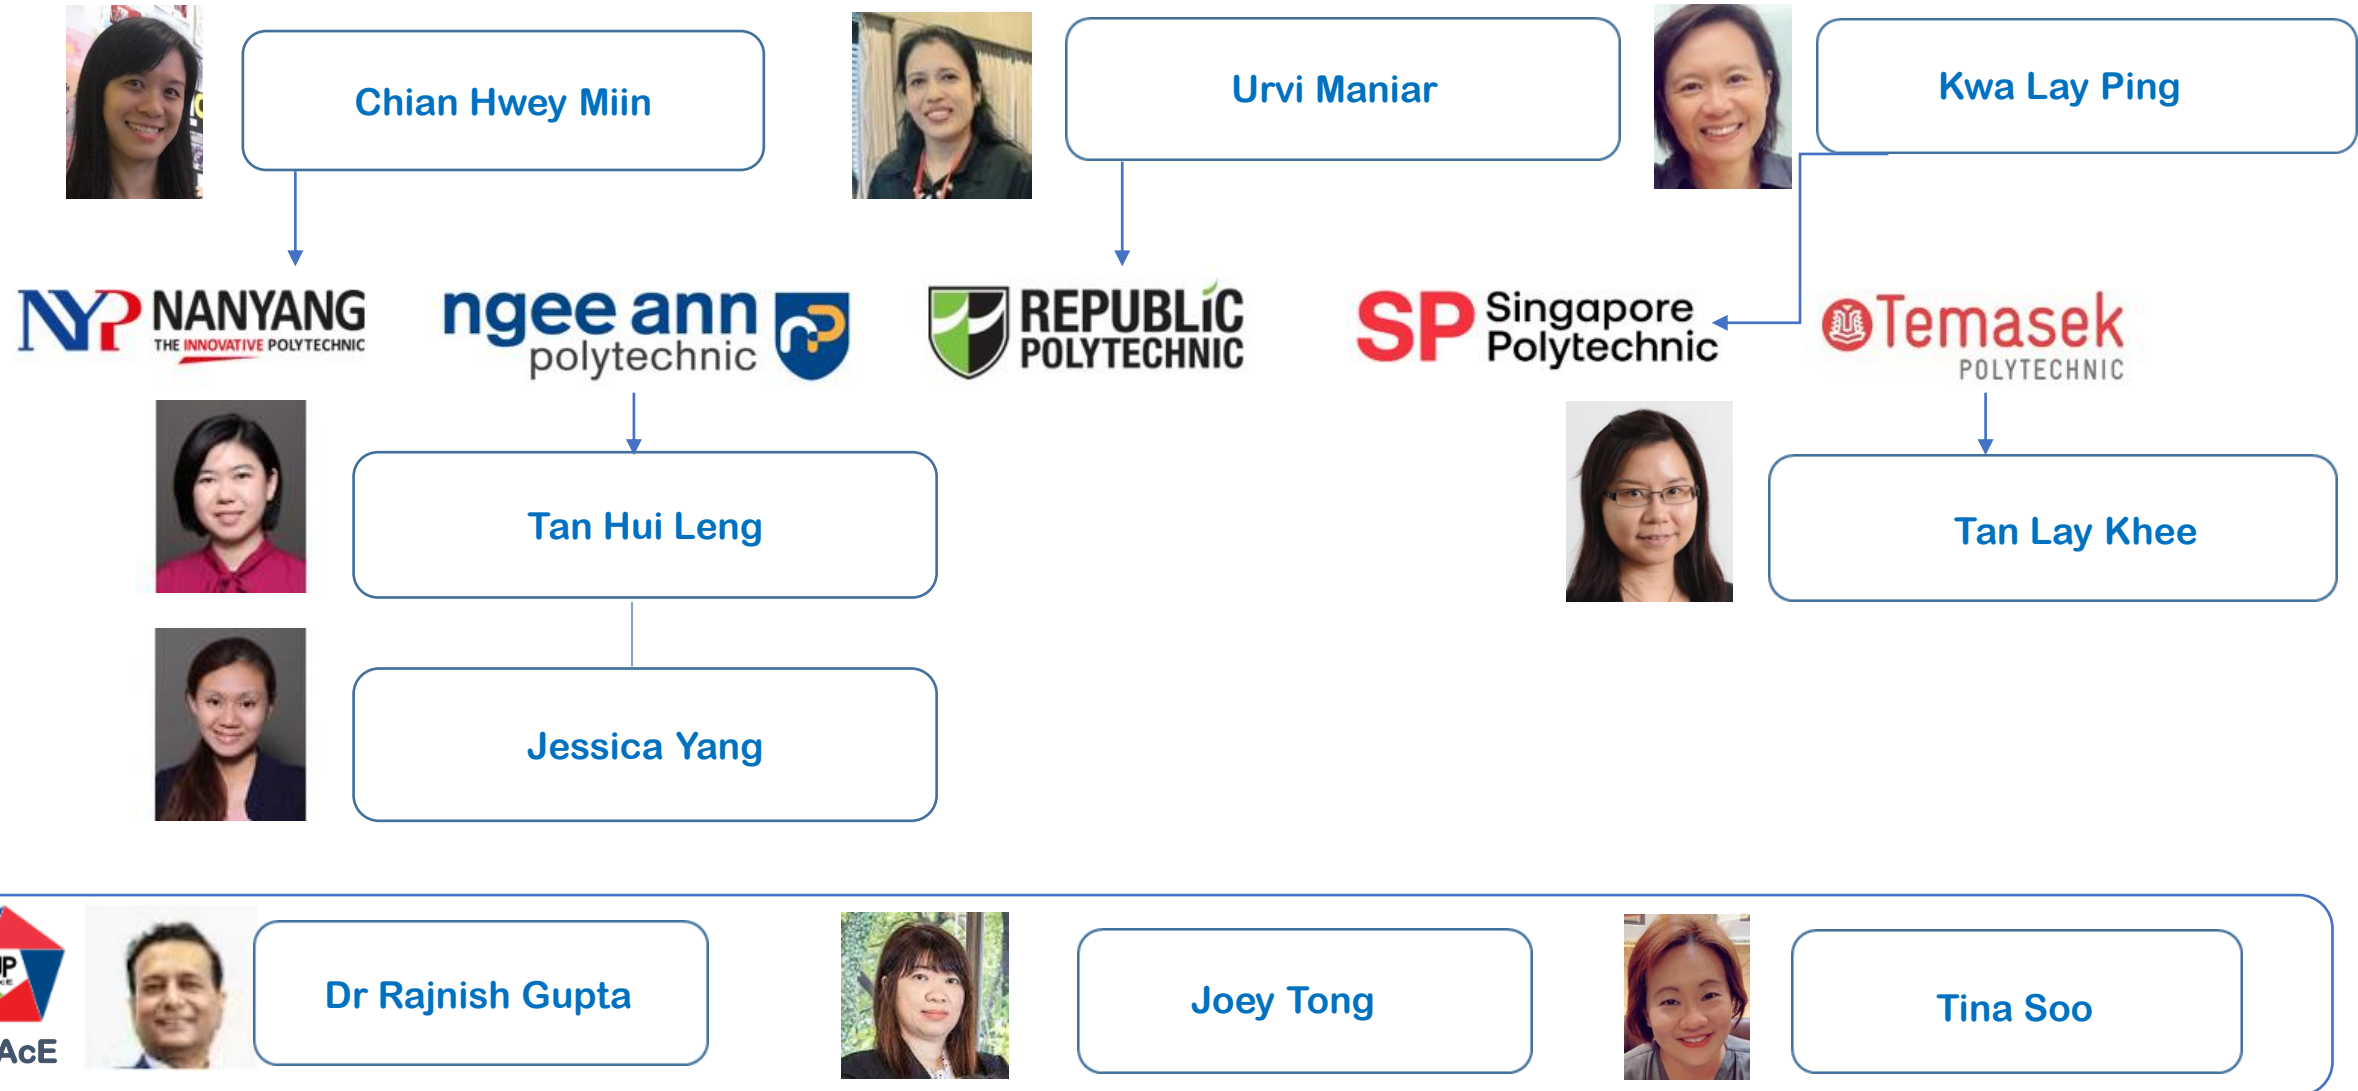 Chian Hwey Miin
Urvi Maniar
Kwa Lay Ping
NYP NANYANG
THE INNOVATIVE POLYTECHNIC
ngee ann
polytechnic
REPUBLIC
POLYTECHNIC
SP Singapore
Polytechnic
Temasek
POLYTECHNIC
Tan Hui Leng
Tan Lay Khee
Jessica Yang
Dr Rajnish Gupta
Joey Tong
Tina Soo
AcE